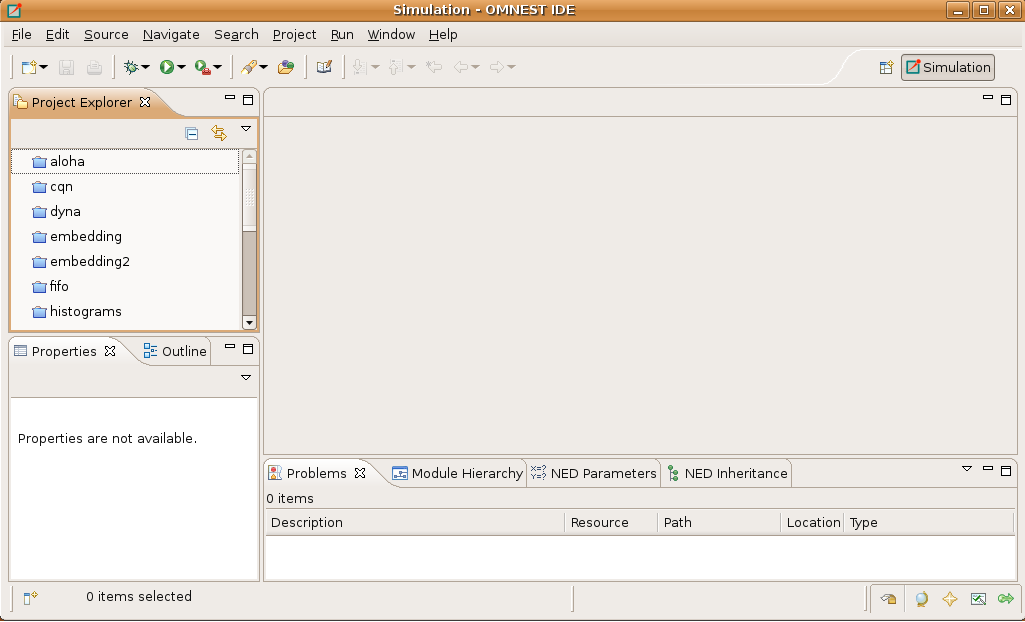 Simulation - OMNEST IDE
File Edit Source Navigate Search Project Run Window Help
Simulation
Project Explorer
aloha
cqn
dyna
embedding
embedding2
fifo
histograms
Properties Outline
Properties are not available.
Problems Module Hierarchy NED Parameters NED Inheritance
0 items
Description Resource Path Location Type
0 items selected